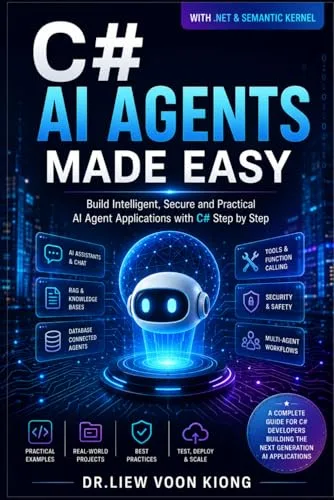 WITH .NET & SEMANTIC KERNEL
C#
AI AGENTS
MADE EASY
Build Intelligent, Secure and Practical
AI Agent Applications with C# Step by Step
AI ASSISTANTS
& CHAT
RAG &
KNOWLEDGE
BASES
DATABASE
CONNECTED
AGENTS
TOOLS &
FUNCTION
CALLING
SECURITY
& SAFETY
MULTI-AGENT
WORKFLOWS
PRACTICAL
EXAMPLES
REAL-WORLD
PROJECTS
BEST
PRACTICES
TEST, DEPLOY
& SCALE
A COMPLETE
GUIDE FOR C#
DEVELOPERS
BUILDING THE
NEXT GENERATION
AI APPLICATIONS
DR.LIEW VOON KIONG